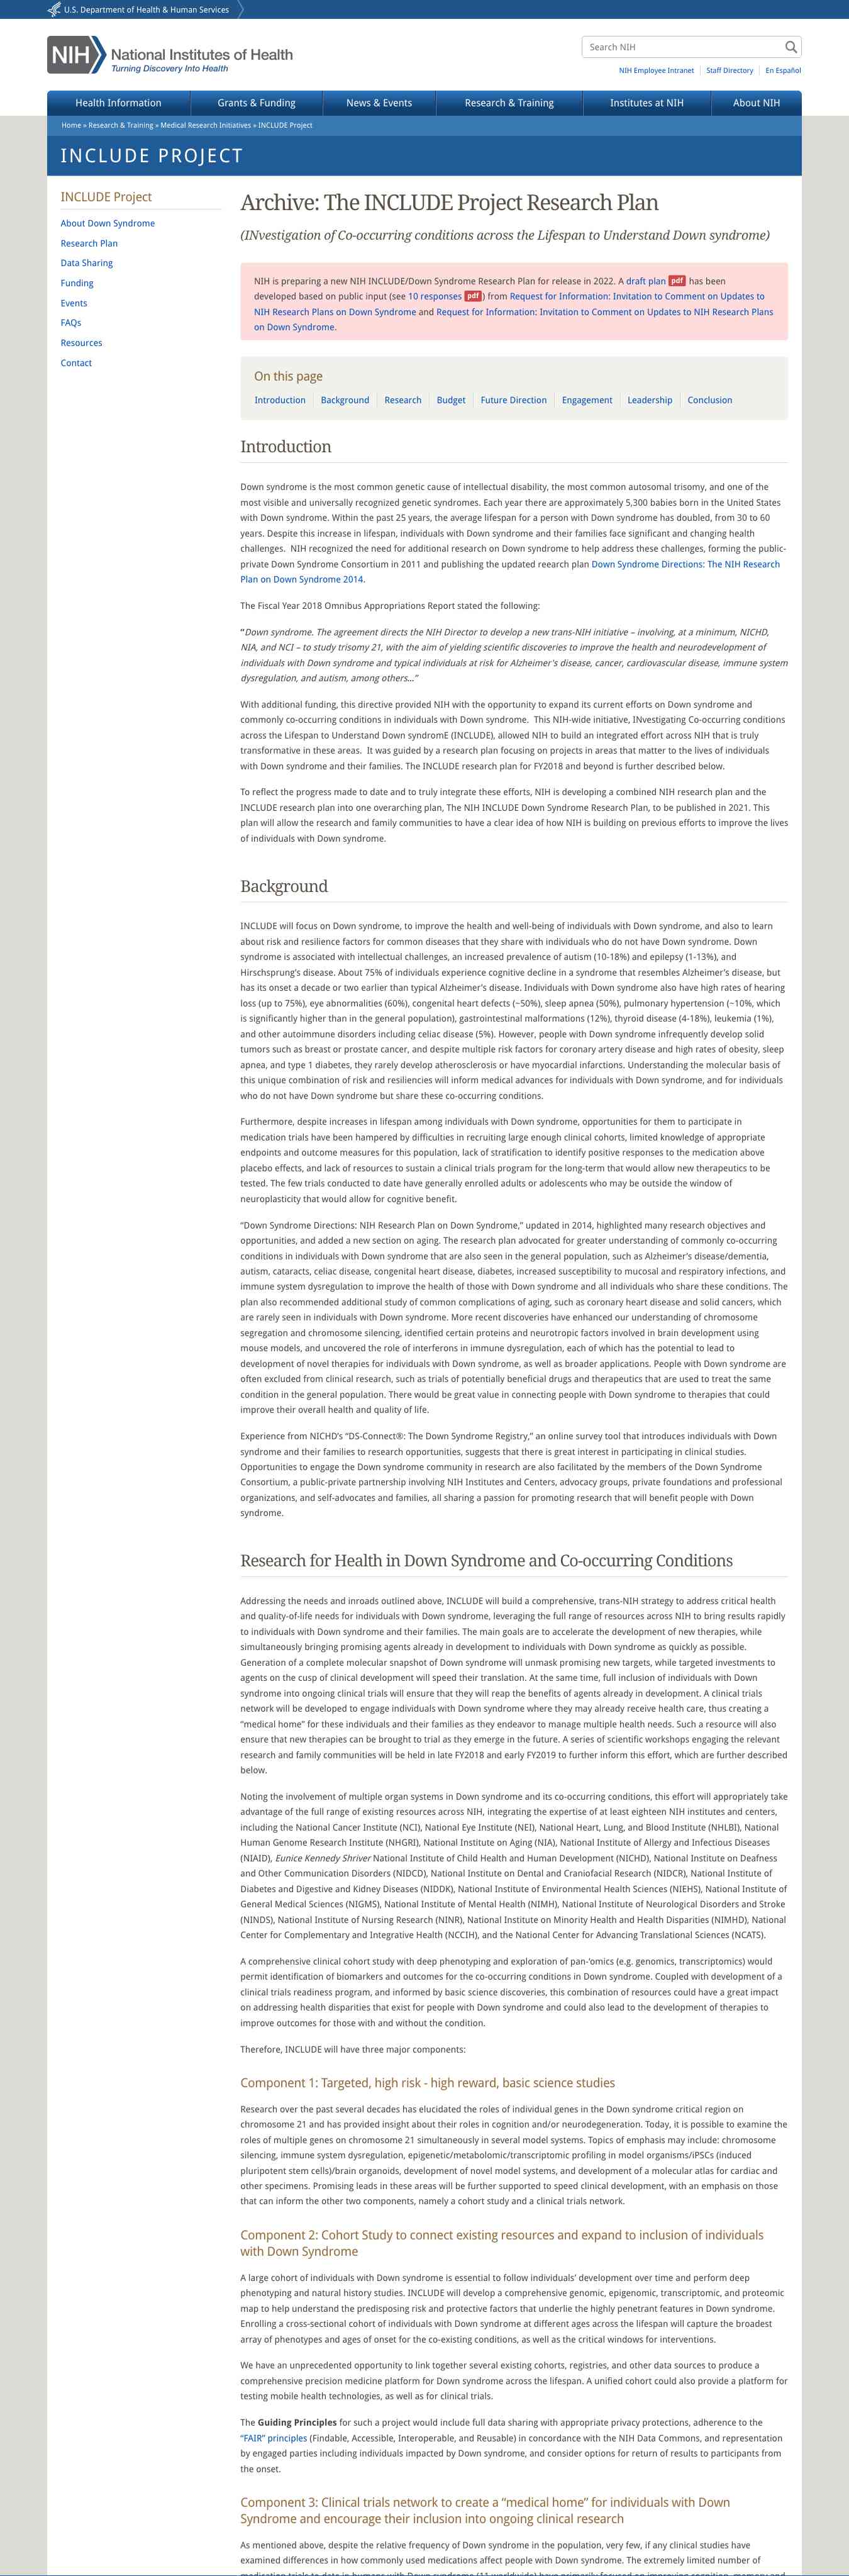 U.S. Department of Health & Human Services
NIH National Institutes of Health
Turning Discovery Into Health
Search NIH
NIH Employee Intranet
Staff Directory
En Español
Health Information
Grants & Funding
News & Events
Research & Training
Institutes at NIH
About NIH
Home » Research & Training » Medical Research Initiatives » INCLUDE Project
INCLUDE PROJECT
INCLUDE Project
About Down Syndrome
Research Plan
Data Sharing
Funding
Events
FAQs
Resources
Contact
Archive: The INCLUDE Project Research Plan
(INvestigation of Co-occurring conditions across the Lifespan to Understand Down syndrome)
NIH is preparing a new NIH INCLUDE/Down Syndrome Research Plan for release in 2022. A draft plan pdf has been
developed based on public input (see 10 responses pdf) from Request for Information: Invitation to Comment on Updates to
NIH Research Plans on Down Syndrome and Request for Information: Invitation to Comment on Updates to NIH Research Plans
on Down Syndrome.
On this page
Introduction
Background
Research
Budget
Future Direction
Engagement
Leadership
Conclusion
Introduction
Down syndrome is the most common genetic cause of intellectual disability, the most common autosomal trisomy, and one of the
most visible and universally recognized genetic syndromes. Each year there are approximately 5,300 babies born in the United States
with Down syndrome. Within the past 25 years, the average lifespan for a person with Down syndrome has doubled, from 30 to 60
years. Despite this increase in lifespan, individuals with Down syndrome and their families face significant and changing health
challenges.  NIH recognized the need for additional research on Down syndrome to help address these challenges, forming the public-
private Down Syndrome Consortium in 2011 and publishing the updated reearch plan Down Syndrome Directions: The NIH Research
Plan on Down Syndrome 2014.
The Fiscal Year 2018 Omnibus Appropriations Report stated the following:
“Down syndrome. The agreement directs the NIH Director to develop a new trans-NIH initiative – involving, at a minimum, NICHD,
NIA, and NCI – to study trisomy 21, with the aim of yielding scientific discoveries to improve the health and neurodevelopment of
individuals with Down syndrome and typical individuals at risk for Alzheimer's disease, cancer, cardiovascular disease, immune system
dysregulation, and autism, among others…”
With additional funding, this directive provided NIH with the opportunity to expand its current efforts on Down syndrome and
commonly co-occurring conditions in individuals with Down syndrome.  This NIH-wide initiative, INvestigating Co-occurring conditions
across the Lifespan to Understand Down syndromE (INCLUDE), allowed NIH to build an integrated effort across NIH that is truly
transformative in these areas.  It was guided by a research plan focusing on projects in areas that matter to the lives of individuals
with Down syndrome and their families. The INCLUDE research plan for FY2018 and beyond is further described below.
To reflect the progress made to date and to truly integrate these efforts, NIH is developing a combined NIH research plan and the
INCLUDE research plan into one overarching plan, The NIH INCLUDE Down Syndrome Research Plan, to be published in 2021. This
plan will allow the research and family communities to have a clear idea of how NIH is building on previous efforts to improve the lives
of individuals with Down syndrome.
Background
INCLUDE will focus on Down syndrome, to improve the health and well-being of individuals with Down syndrome, and also to learn
about risk and resilience factors for common diseases that they share with individuals who do not have Down syndrome. Down
syndrome is associated with intellectual challenges, an increased prevalence of autism (10-18%) and epilepsy (1-13%), and
Hirschsprung’s disease. About 75% of individuals experience cognitive decline in a syndrome that resembles Alzheimer’s disease, but
has its onset a decade or two earlier than typical Alzheimer’s disease. Individuals with Down syndrome also have high rates of hearing
loss (up to 75%), eye abnormalities (60%), congenital heart defects (~50%), sleep apnea (50%), pulmonary hypertension (~10%, which
is significantly higher than in the general population), gastrointestinal malformations (12%), thyroid disease (4-18%), leukemia (1%),
and other autoimmune disorders including celiac disease (5%). However, people with Down syndrome infrequently develop solid
tumors such as breast or prostate cancer, and despite multiple risk factors for coronary artery disease and high rates of obesity, sleep
apnea, and type 1 diabetes, they rarely develop atherosclerosis or have myocardial infarctions. Understanding the molecular basis of
this unique combination of risk and resiliencies will inform medical advances for individuals with Down syndrome, and for individuals
who do not have Down syndrome but share these co-occurring conditions.
Furthermore, despite increases in lifespan among individuals with Down syndrome, opportunities for them to participate in
medication trials have been hampered by difficulties in recruiting large enough clinical cohorts, limited knowledge of appropriate
endpoints and outcome measures for this population, lack of stratification to identify positive responses to the medication above
placebo effects, and lack of resources to sustain a clinical trials program for the long-term that would allow new therapeutics to be
tested. The few trials conducted to date have generally enrolled adults or adolescents who may be outside the window of
neuroplasticity that would allow for cognitive benefit.
“Down Syndrome Directions: NIH Research Plan on Down Syndrome,” updated in 2014, highlighted many research objectives and
opportunities, and added a new section on aging. The research plan advocated for greater understanding of commonly co-occurring
conditions in individuals with Down syndrome that are also seen in the general population, such as Alzheimer’s disease/dementia,
autism, cataracts, celiac disease, congenital heart disease, diabetes, increased susceptibility to mucosal and respiratory infections, and
immune system dysregulation to improve the health of those with Down syndrome and all individuals who share these conditions. The
plan also recommended additional study of common complications of aging, such as coronary heart disease and solid cancers, which
are rarely seen in individuals with Down syndrome. More recent discoveries have enhanced our understanding of chromosome
segregation and chromosome silencing, identified certain proteins and neurotropic factors involved in brain development using
mouse models, and uncovered the role of interferons in immune dysregulation, each of which has the potential to lead to
development of novel therapies for individuals with Down syndrome, as well as broader applications. People with Down syndrome are
often excluded from clinical research, such as trials of potentially beneficial drugs and therapeutics that are used to treat the same
condition in the general population. There would be great value in connecting people with Down syndrome to therapies that could
improve their overall health and quality of life.
Experience from NICHD’s “DS-Connect®: The Down Syndrome Registry,” an online survey tool that introduces individuals with Down
syndrome and their families to research opportunities, suggests that there is great interest in participating in clinical studies.
Opportunities to engage the Down syndrome community in research are also facilitated by the members of the Down Syndrome
Consortium, a public-private partnership involving NIH Institutes and Centers, advocacy groups, private foundations and professional
organizations, and self-advocates and families, all sharing a passion for promoting research that will benefit people with Down
syndrome.
Research for Health in Down Syndrome and Co-occurring Conditions
Addressing the needs and inroads outlined above, INCLUDE will build a comprehensive, trans-NIH strategy to address critical health
and quality-of-life needs for individuals with Down syndrome, leveraging the full range of resources across NIH to bring results rapidly
to individuals with Down syndrome and their families. The main goals are to accelerate the development of new therapies, while
simultaneously bringing promising agents already in development to individuals with Down syndrome as quickly as possible.
Generation of a complete molecular snapshot of Down syndrome will unmask promising new targets, while targeted investments to
agents on the cusp of clinical development will speed their translation. At the same time, full inclusion of individuals with Down
syndrome into ongoing clinical trials will ensure that they will reap the benefits of agents already in development. A clinical trials
network will be developed to engage individuals with Down syndrome where they may already receive health care, thus creating a
“medical home” for these individuals and their families as they endeavor to manage multiple health needs. Such a resource will also
ensure that new therapies can be brought to trial as they emerge in the future. A series of scientific workshops engaging the relevant
research and family communities will be held in late FY2018 and early FY2019 to further inform this effort, which are further described
below.
Noting the involvement of multiple organ systems in Down syndrome and its co-occurring conditions, this effort will appropriately take
advantage of the full range of existing resources across NIH, integrating the expertise of at least eighteen NIH institutes and centers,
including the National Cancer Institute (NCI), National Eye Institute (NEI), National Heart, Lung, and Blood Institute (NHLBI), National
Human Genome Research Institute (NHGRI), National Institute on Aging (NIA), National Institute of Allergy and Infectious Diseases
(NIAID), Eunice Kennedy Shriver National Institute of Child Health and Human Development (NICHD), National Institute on Deafness
and Other Communication Disorders (NIDCD), National Institute on Dental and Craniofacial Research (NIDCR), National Institute of
Diabetes and Digestive and Kidney Diseases (NIDDK), National Institute of Environmental Health Sciences (NIEHS), National Institute of
General Medical Sciences (NIGMS), National Institute of Mental Health (NIMH), National Institute of Neurological Disorders and Stroke
(NINDS), National Institute of Nursing Research (NINR), National Institute on Minority Health and Health Disparities (NIMHD), National
Center for Complementary and Integrative Health (NCCIH), and the National Center for Advancing Translational Sciences (NCATS).
A comprehensive clinical cohort study with deep phenotyping and exploration of pan-‘omics (e.g. genomics, transcriptomics) would
permit identification of biomarkers and outcomes for the co-occurring conditions in Down syndrome. Coupled with development of a
clinical trials readiness program, and informed by basic science discoveries, this combination of resources could have a great impact
on addressing health disparities that exist for people with Down syndrome and could also lead to the development of therapies to
improve outcomes for those with and without the condition.
Therefore, INCLUDE will have three major components:
Component 1: Targeted, high risk - high reward, basic science studies
Research over the past several decades has elucidated the roles of individual genes in the Down syndrome critical region on
chromosome 21 and has provided insight about their roles in cognition and/or neurodegeneration. Today, it is possible to examine the
roles of multiple genes on chromosome 21 simultaneously in several model systems. Topics of emphasis may include: chromosome
silencing, immune system dysregulation, epigenetic/metabolomic/transcriptomic profiling in model organisms/iPSCs (induced
pluripotent stem cells)/brain organoids, development of novel model systems, and development of a molecular atlas for cardiac and
other specimens. Promising leads in these areas will be further supported to speed clinical development, with an emphasis on those
that can inform the other two components, namely a cohort study and a clinical trials network.
Component 2: Cohort Study to connect existing resources and expand to inclusion of individuals
with Down Syndrome
A large cohort of individuals with Down syndrome is essential to follow individuals’ development over time and perform deep
phenotyping and natural history studies. INCLUDE will develop a comprehensive genomic, epigenomic, transcriptomic, and proteomic
map to help understand the predisposing risk and protective factors that underlie the highly penetrant features in Down syndrome.
Enrolling a cross-sectional cohort of individuals with Down syndrome at different ages across the lifespan will capture the broadest
array of phenotypes and ages of onset for the co-existing conditions, as well as the critical windows for interventions.
We have an unprecedented opportunity to link together several existing cohorts, registries, and other data sources to produce a
comprehensive precision medicine platform for Down syndrome across the lifespan. A unified cohort could also provide a platform for
testing mobile health technologies, as well as for clinical trials.
The Guiding Principles for such a project would include full data sharing with appropriate privacy protections, adherence to the
“FAIR” principles (Findable, Accessible, Interoperable, and Reusable) in concordance with the NIH Data Commons, and representation
by engaged parties including individuals impacted by Down syndrome, and consider options for return of results to participants from
the onset.
Component 3: Clinical trials network to create a “medical home” for individuals with Down
Syndrome and encourage their inclusion into ongoing clinical research
As mentioned above, despite the relative frequency of Down syndrome in the population, very few, if any clinical studies have
examined differences in how commonly used medications affect people with Down syndrome. The extremely limited number of